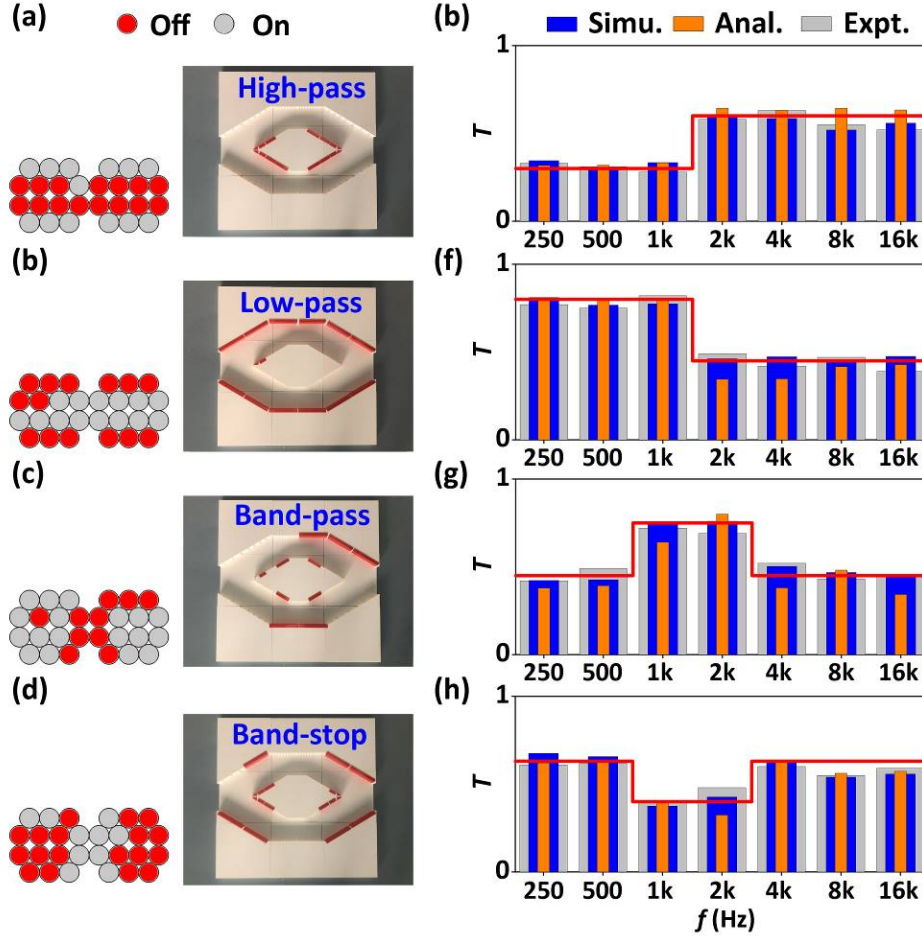 (a) Off On
High-pass
(b) Simu. Anal. Expt.
1
T
0
250 500 1k 2k 4k 8k 16k
(b)
Low-pass
(f)
1
T
0
250 500 1k 2k 4k 8k 16k
(c)
Band-pass
(g)
1
T
0
250 500 1k 2k 4k 8k 16k
(d)
Band-stop
(h)
1
T
0
250 500 1k 2k 4k 8k 16k
f (Hz)